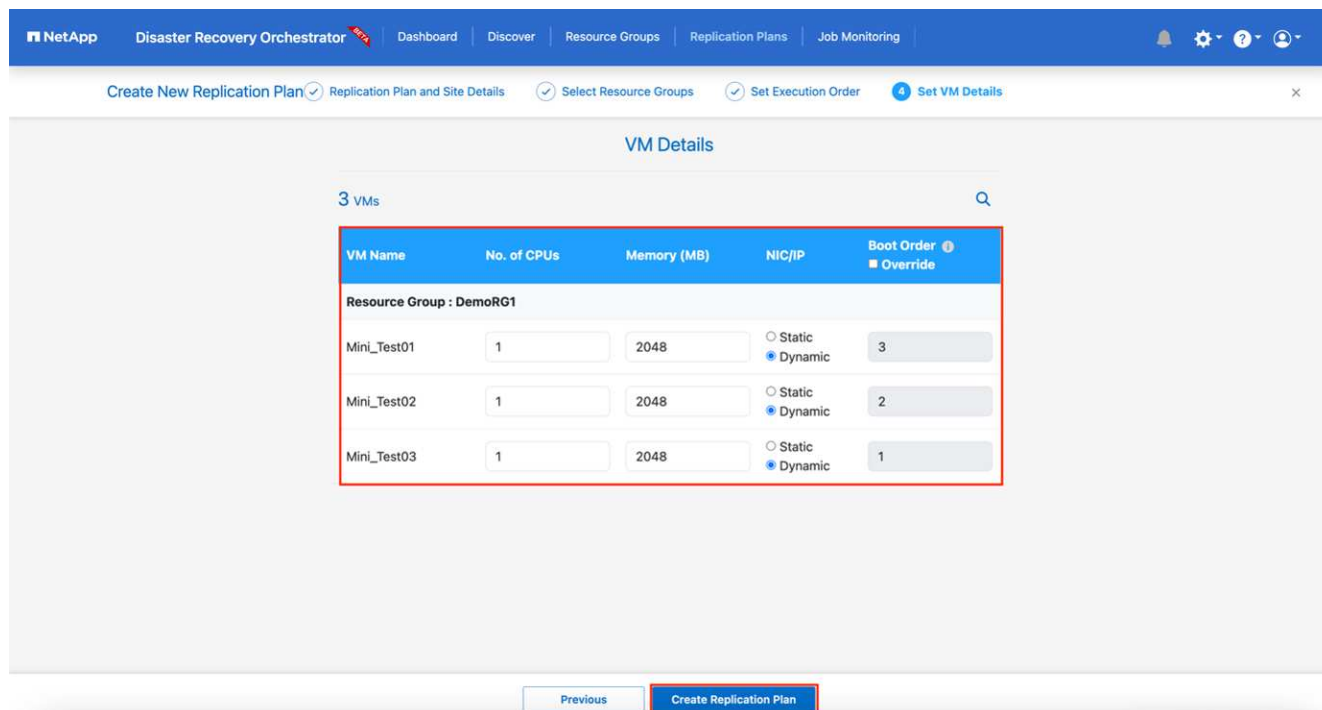 NetApp Disaster Recovery Orchestrator BETA Dashboard Discover Resource Groups Replication Plans Job Monitoring
Create New Replication Plan Replication Plan and Site Details Select Resource Groups Set Execution Order 4 Set VM Details
VM Details
3 VMs
VM Name No. of CPUs Memory (MB) NIC/IP Boot Order
Override
Resource Group : DemoRG1
Mini_Test01 1 2048 Static 3
Dynamic
Mini_Test02 1 2048 Static 2
Dynamic
Mini_Test03 1 2048 Static 1
Dynamic
Previous Create Replication Plan